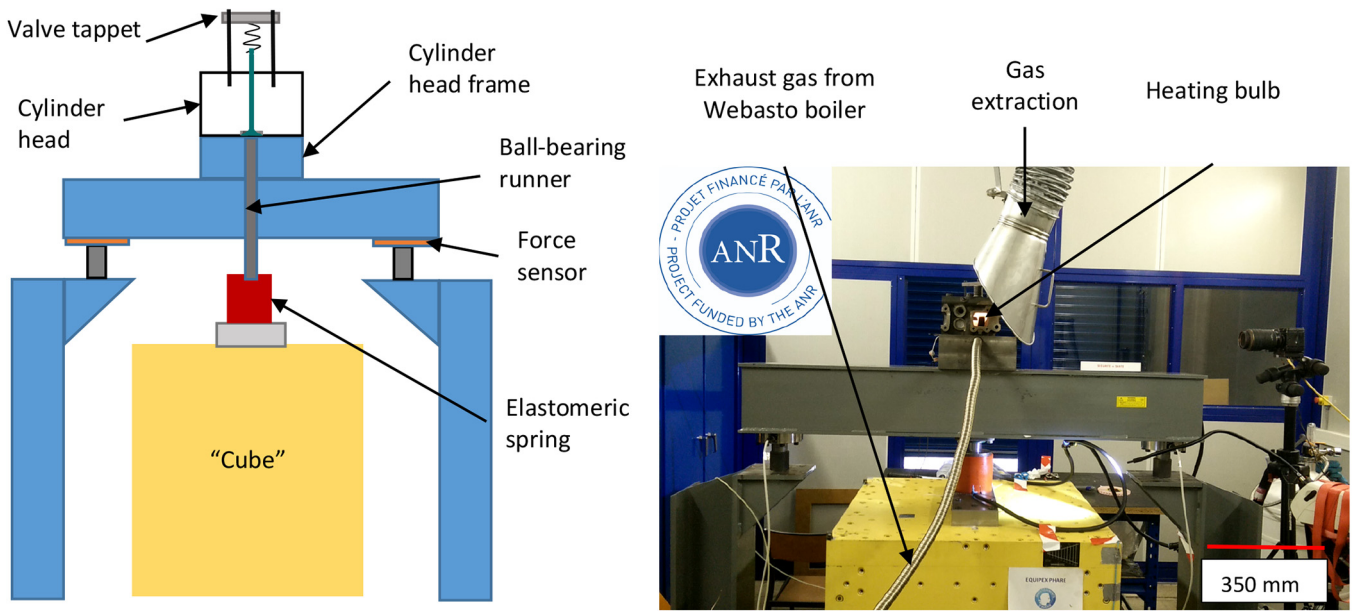 Valve tappet
Cylinder
head
Cylinder
head frame
Ball-bearing
runner
Force
sensor
Elastomeric
spring
“Cube”
Exhaust gas from
Webasto boiler
Gas
extraction
Heating bulb
- PROJET FINANCÉ PAR L'ANR
- PROJECT FUNDED BY THE ANR
ANR
EQUIPEX PHARE
350 mm